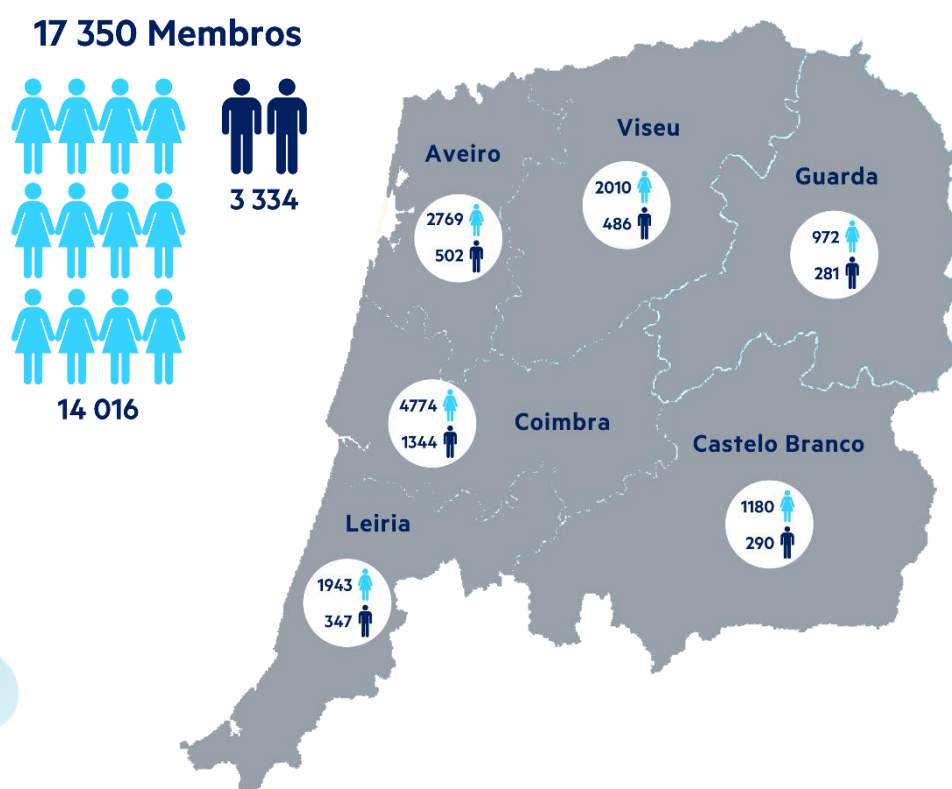 17 350 Membros
3 334
14 016
Aveiro
2769
502
Viseu
2010
486
Guarda
972
281
4774
1344
Coimbra
Castelo Branco
1180
290
Leiria
1943
347